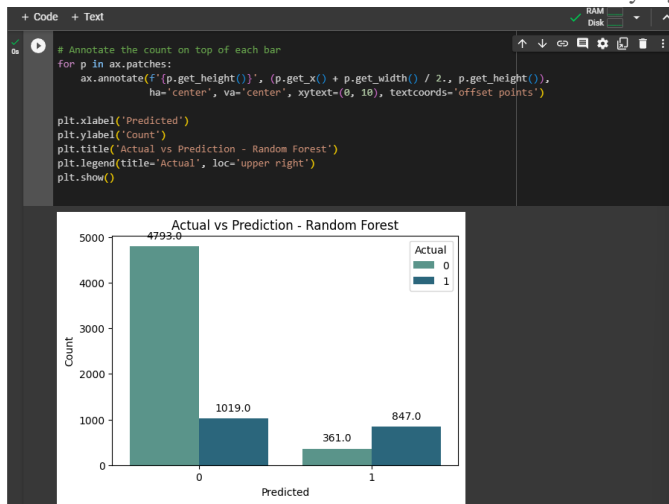 + Code + Text
RAM
Disk
0s
# Annotate the count on top of each bar
for p in ax.patches:
    ax.annotate(f'{p.get_height()}', (p.get_x() + p.get_width() / 2., p.get_height()),
                ha='center', va='center', xytext=(0, 10), textcoords='offset points')
plt.xlabel('Predicted')
plt.ylabel('Count')
plt.title('Actual vs Prediction - Random Forest')
plt.legend(title='Actual', loc='upper right')
plt.show()
Actual vs Prediction - Random Forest
4793.0
5000
4000
3000
2000
1000
0
Count
1019.0
361.0
847.0
Actual
0
1
0
1
Predicted